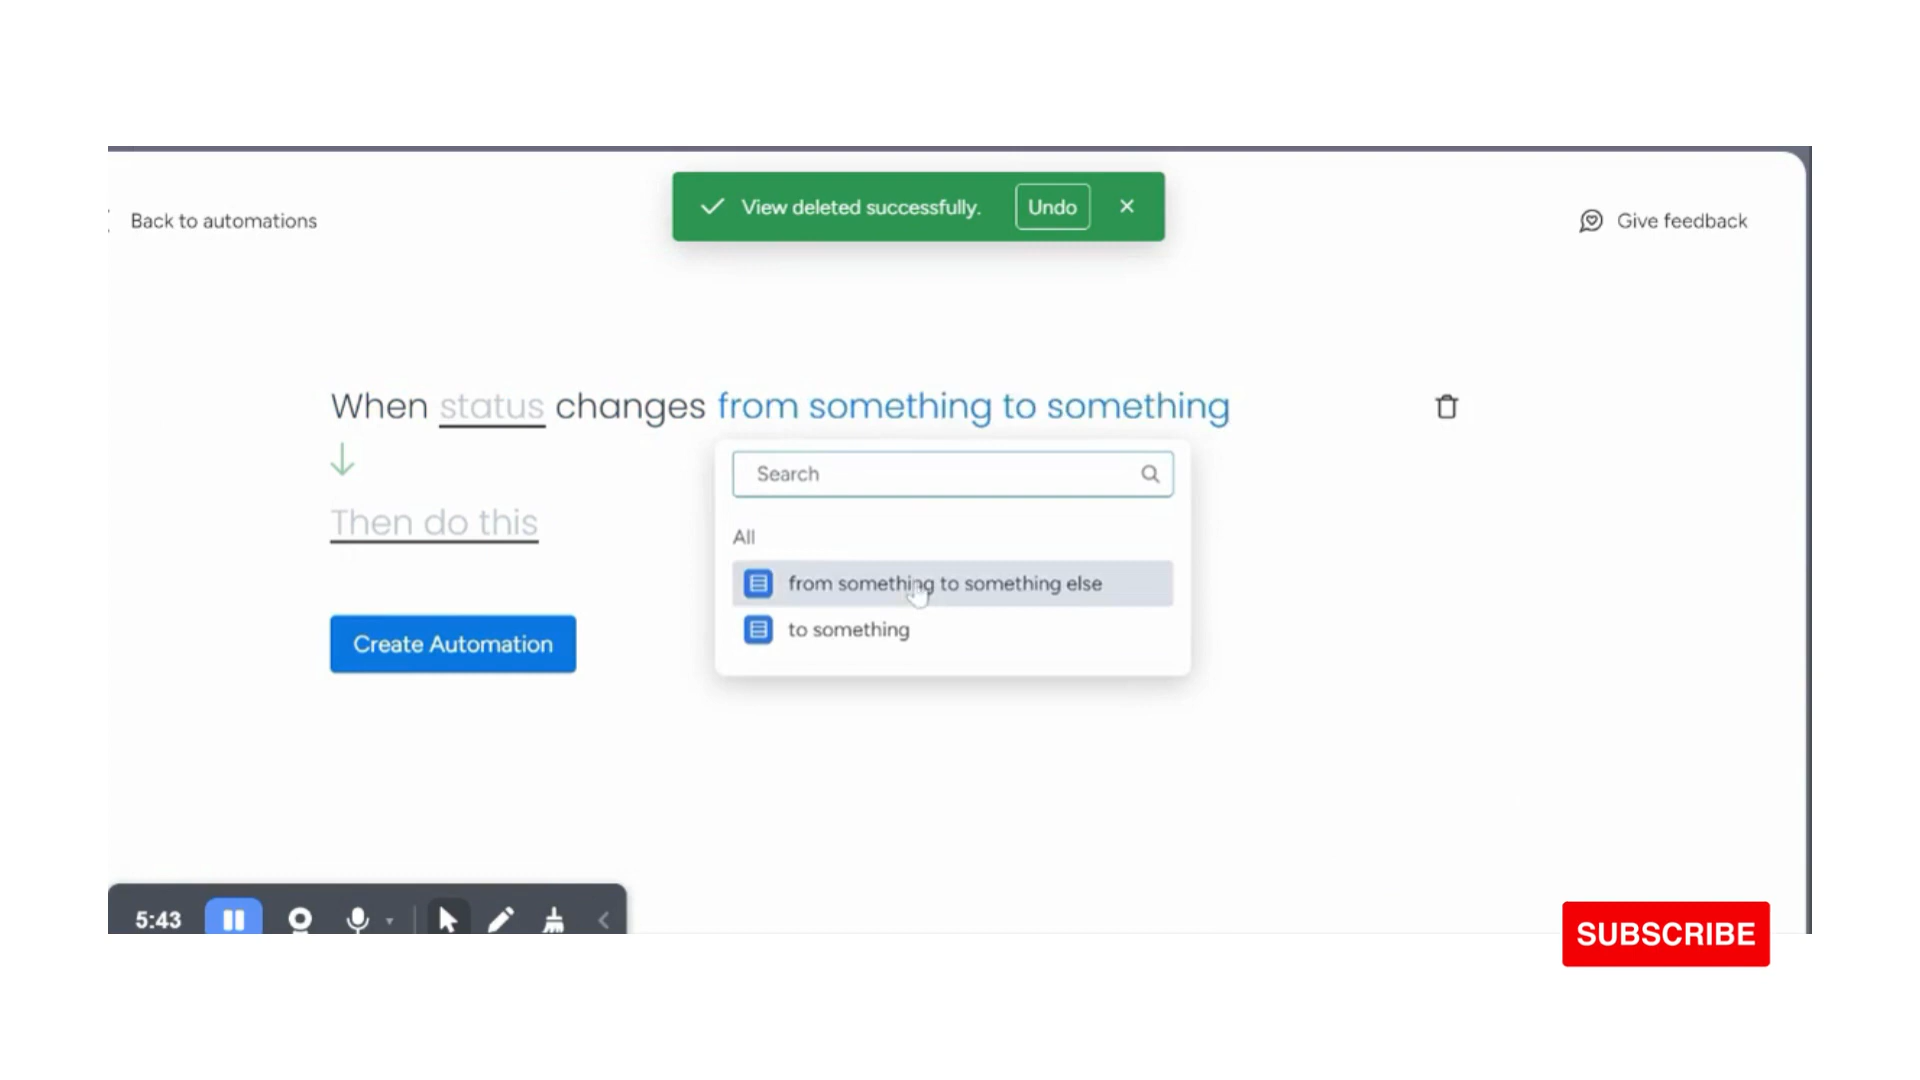 View deleted successfully. Undo
Back to automations
Give feedback
When status changes from something to something
Search
Then do this
All
from something to something else
to something
Create Automation
5:43
SUBSCRIBE